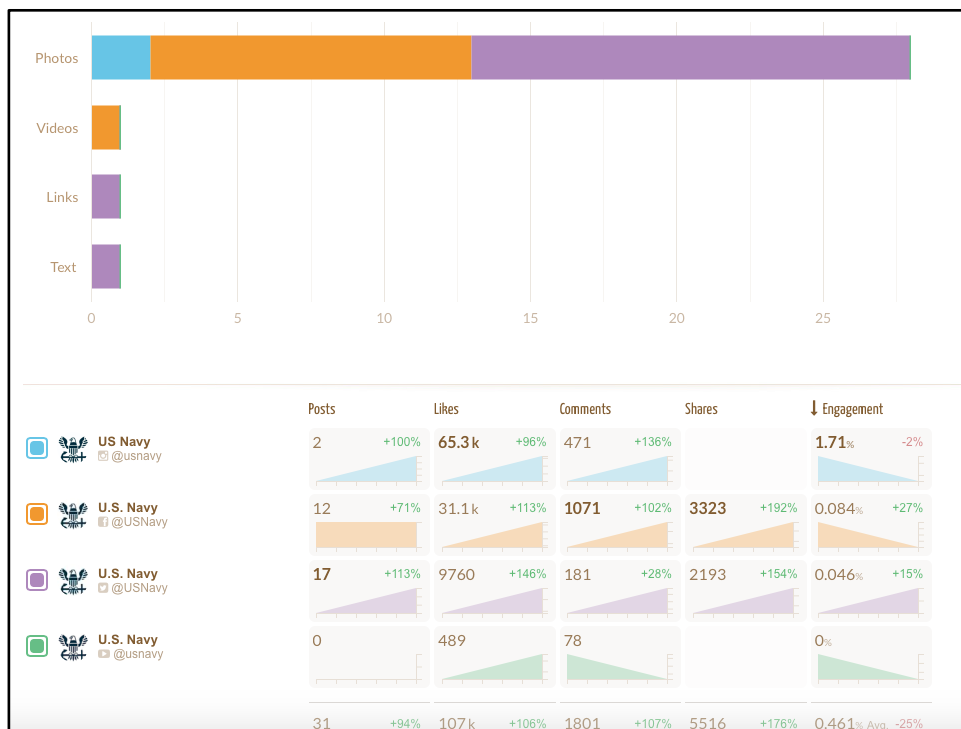 Photos
Videos
Links
Text
0 5 10 15 20 25
Posts Likes Comments Shares Engagement
US Navy
@usnavy
2 +100% 65.3k +96% 471 +136% 1.71% -2%
U.S. Navy
@USNavy
12 +71% 31.1k +113% 1071 +102% 3323 +192% 0.084% +27%
U.S. Navy
@USNavy
17 +113% 9760 +146% 181 +28% 2193 +154% 0.046% +15%
U.S. Navy
@usnavy
0 489 78 0%
31 +94% 107k +106% 1801 +107% 5516 +176% 0.461% Avg. -25%